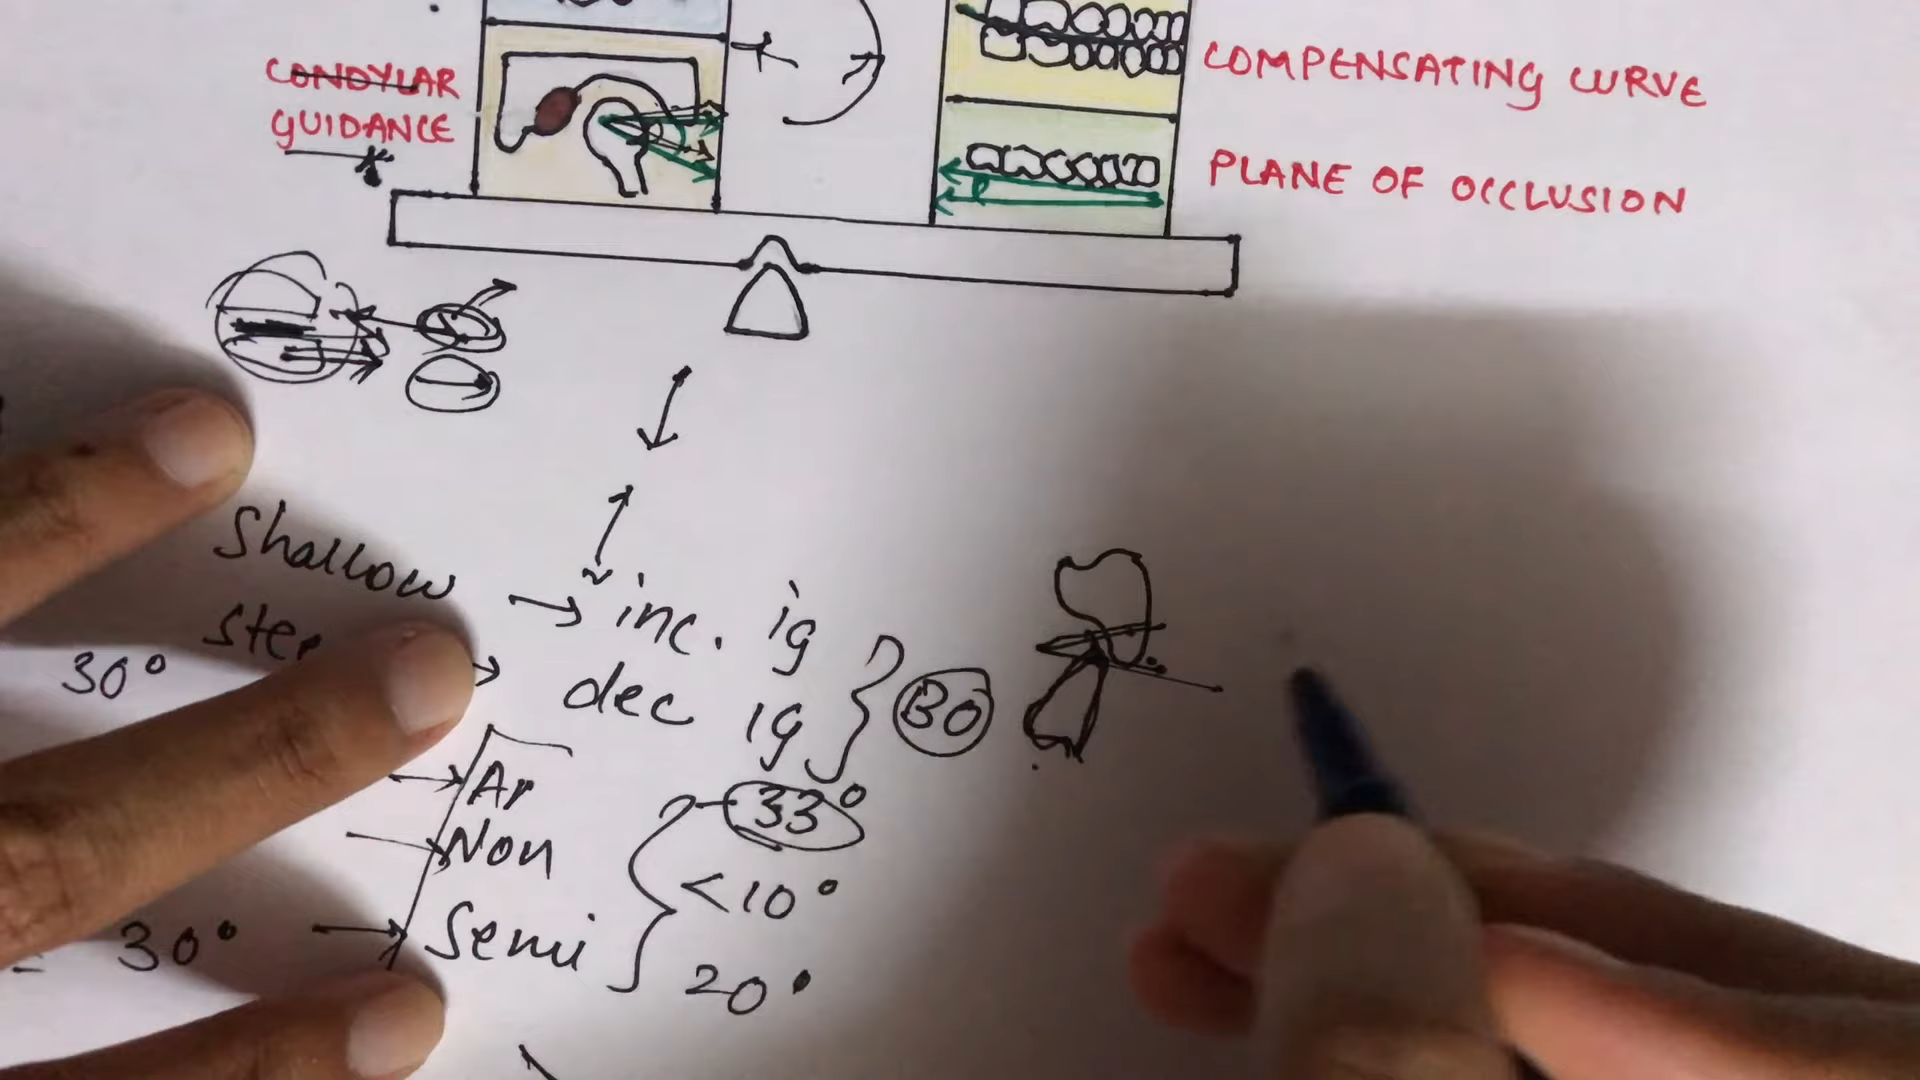 CONDYLAR
GUIDANCE
COMPENSATING CURVE
PLANE OF OCCLUSION
Shallow → inc. ig
→ dec ig
BO
30°
Ar
Non
Semi
33°
<10°
20°
30°